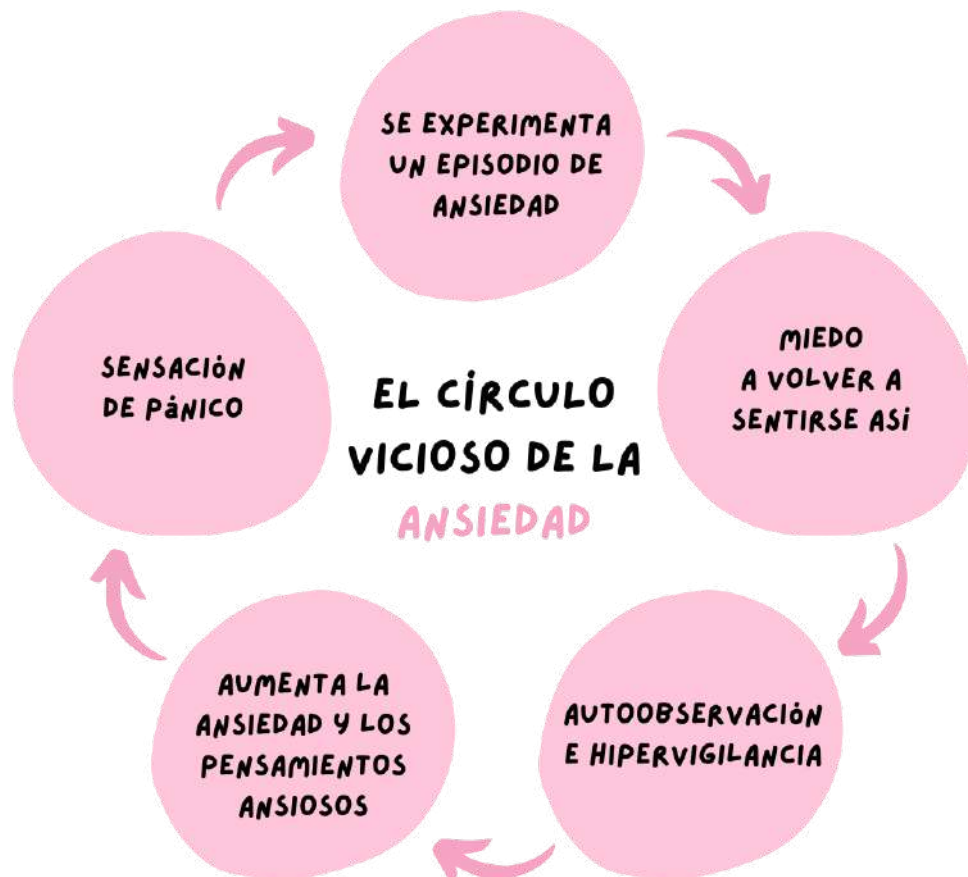 SE EXPERIMENTA
UN EPISODIO DE
ANSIEDAD
MIEDO
A VOLVER A
SENTIRSE ASÍ
AUTOOBSERVACIÓN
E HIPERVIGILANCIA
AUMENTA LA
ANSIEDAD Y LOS
PENSAMIENTOS
ANSIOSOS
SENSACIÓN
DE PÁNICO
EL CÍRCULO
VICIOSO DE LA
ANSIEDAD